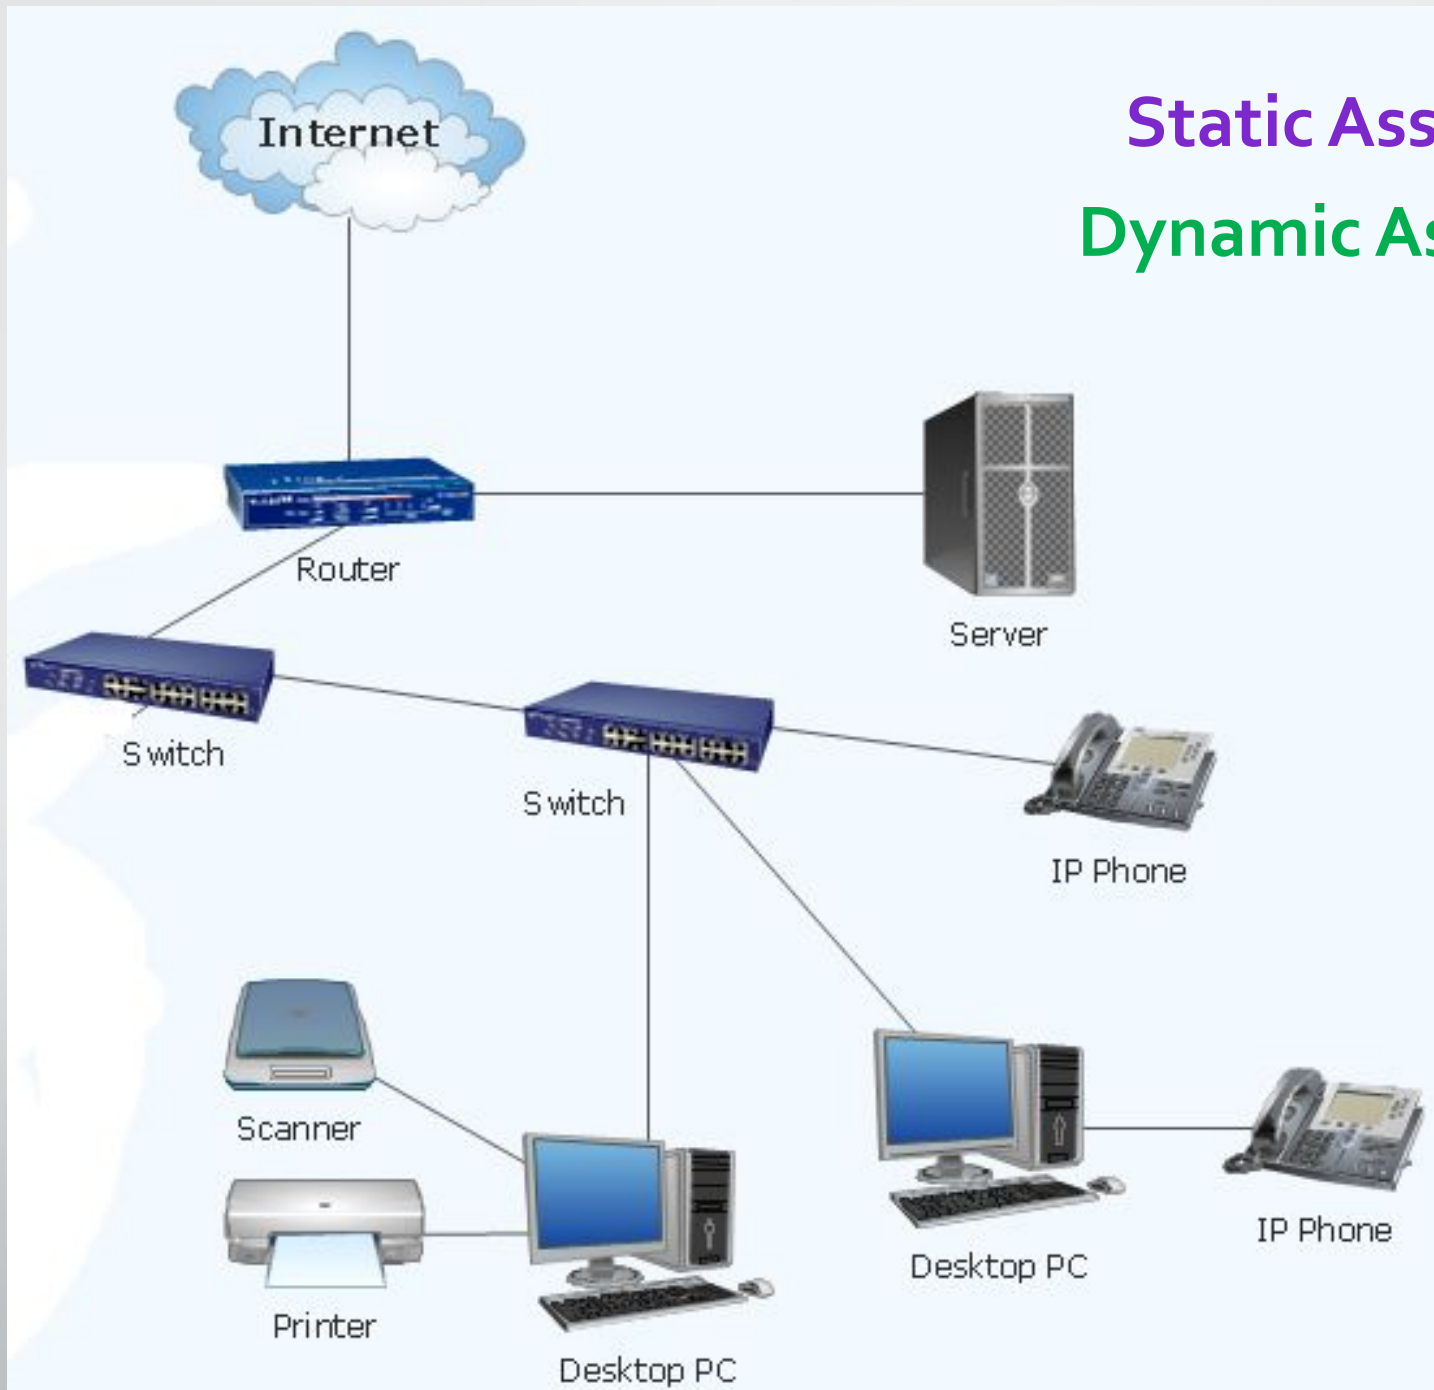 Internet
Static Ass
Dynamic As
Router
Server
Switch
Switch
IP Phone
Scanner
Printer
Desktop PC
Desktop PC
IP Phone